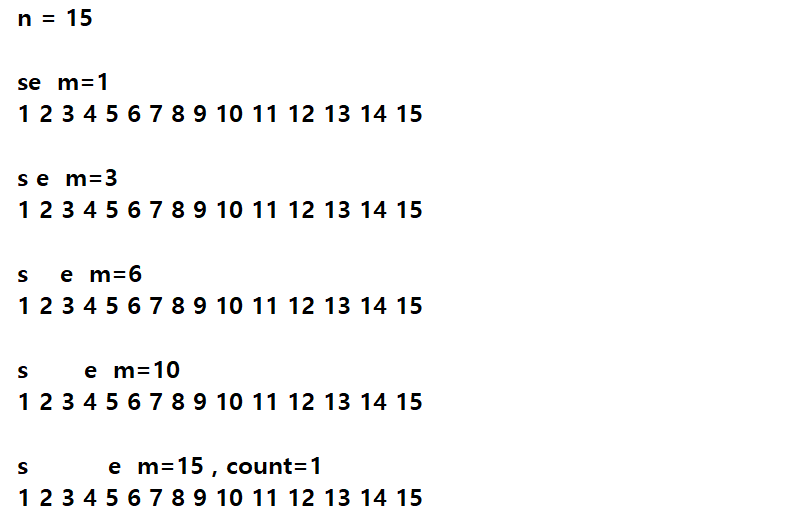 n = 15
se m=1
1 2 3 4 5 6 7 8 9 10 11 12 13 14 15
s e m=3
1 2 3 4 5 6 7 8 9 10 11 12 13 14 15
s e m=6
1 2 3 4 5 6 7 8 9 10 11 12 13 14 15
s e m=10
1 2 3 4 5 6 7 8 9 10 11 12 13 14 15
s e m=15 , count=1
1 2 3 4 5 6 7 8 9 10 11 12 13 14 15